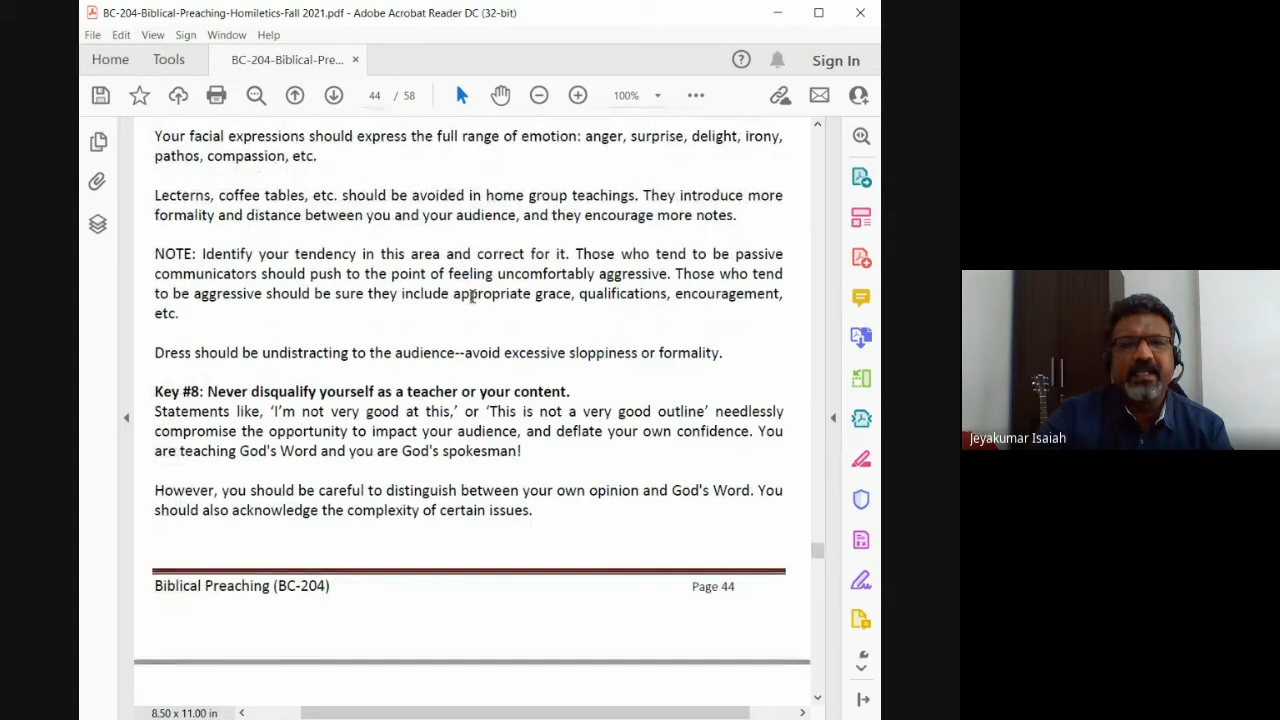 BC-204-Biblical-Preaching-Homiletics-Fall 2021.pdf - Adobe Acrobat Reader DC (32-bit)
File Edit View Sign Window Help
Home Tools BC-204-Biblical-Pre... × Sign In
44 / 58 100%
Your facial expressions should express the full range of emotion: anger, surprise, delight, irony,
pathos, compassion, etc.
Lecterns, coffee tables, etc. should be avoided in home group teachings. They introduce more
formality and distance between you and your audience, and they encourage more notes.
NOTE: Identify your tendency in this area and correct for it. Those who tend to be passive
communicators should push to the point of feeling uncomfortably aggressive. Those who tend
to be aggressive should be sure they include appropriate grace, qualifications, encouragement,
etc.
Dress should be undistracting to the audience--avoid excessive sloppiness or formality.
Key #8: Never disqualify yourself as a teacher or your content.
Statements like, ‘I’m not very good at this,’ or ‘This is not a very good outline’ needlessly
compromise the opportunity to impact your audience, and deflate your own confidence. You
are teaching God's Word and you are God's spokesman!
However, you should be careful to distinguish between your own opinion and God's Word. You
should also acknowledge the complexity of certain issues.
Biblical Preaching (BC-204) Page 44
8.50 x 11.00 in
Jeyakumar Isaiah